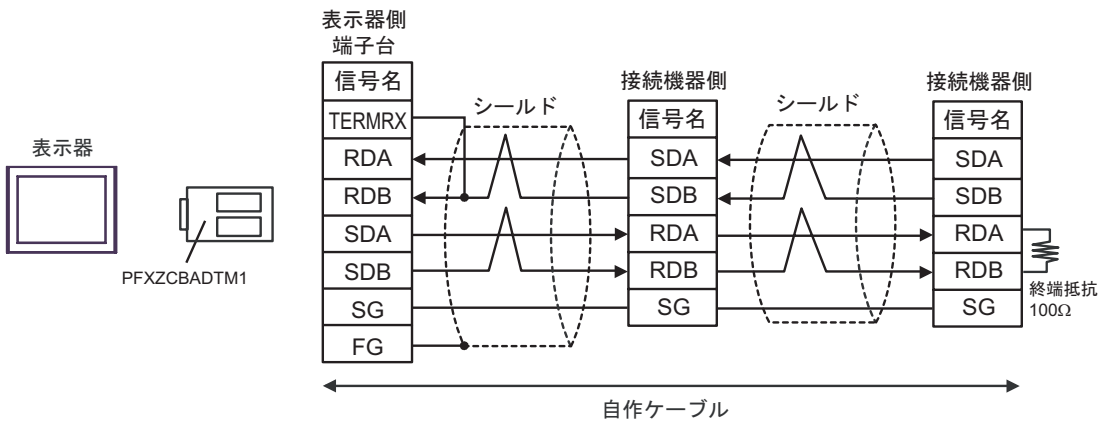 表示器
PFXZCBADTM1
表示器側
端子台
信号名
TERMRX
RDA
RDB
SDA
SDB
SG
FG
シールド
接続機器側
信号名
SDA
SDB
RDA
RDB
SG
シールド
接続機器側
信号名
SDA
SDB
RDA
RDB
SG
終端抵抗
100Ω
自作ケーブル